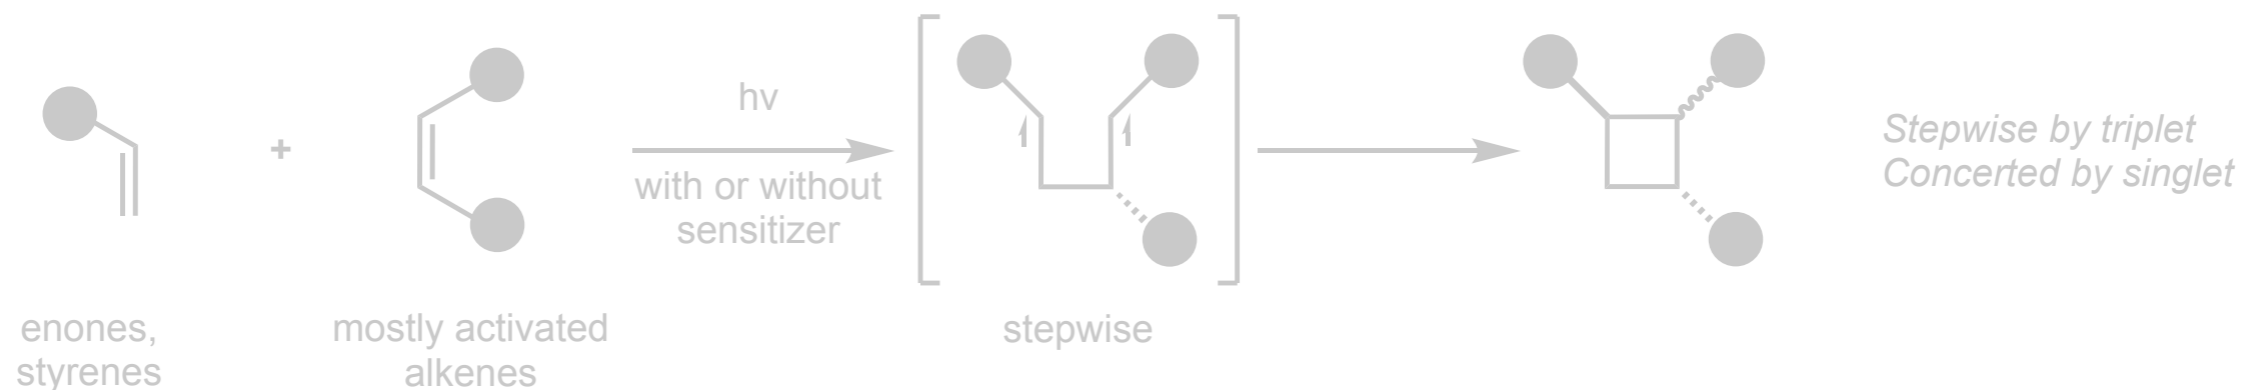 +
hv
with or without
sensitizer
Stepwise by triplet
Concerted by singlet
enones,
styrenes
mostly activated
alkenes
stepwise